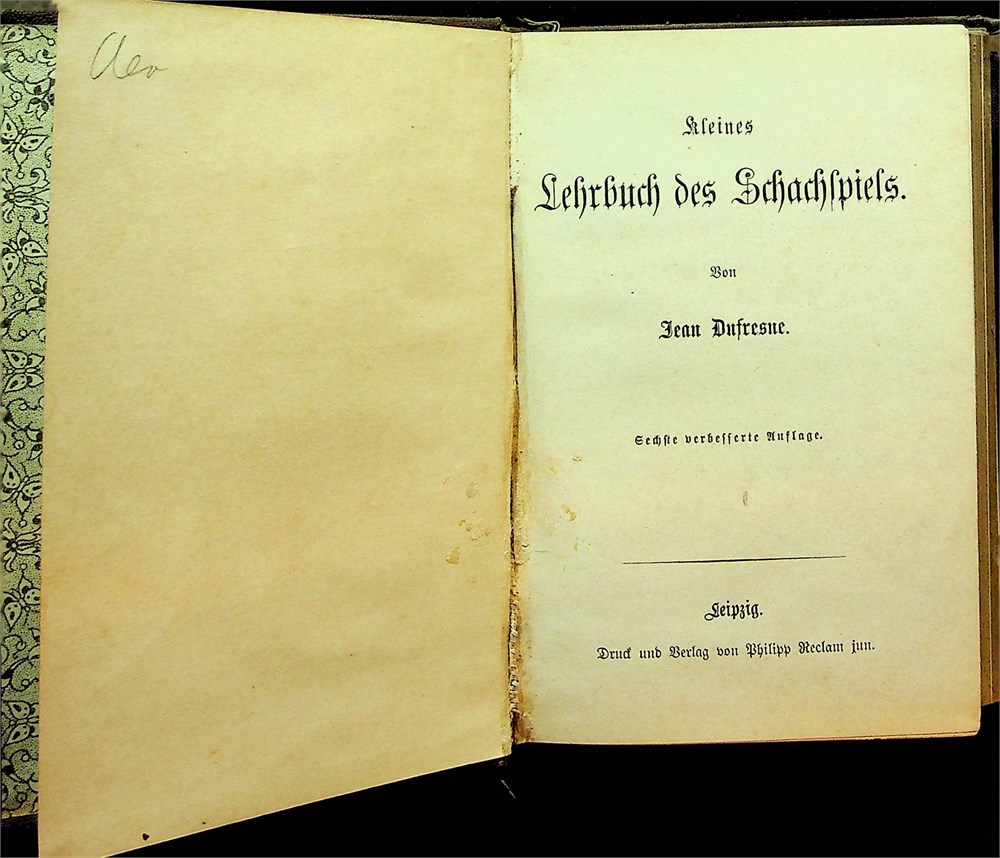 Kleines
Lehrbuch des Schachspiels.
Von
Jean Dufresne.
Sechste verbesserte Auflage.
Leipzig.
Druck und Verlag von Philipp Reclam jun.